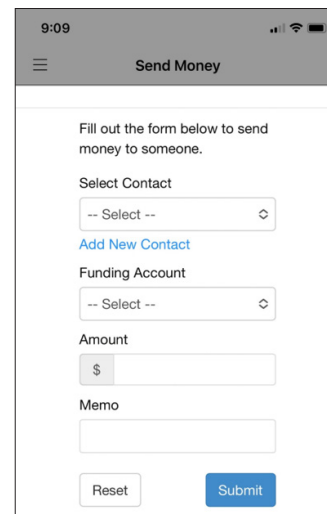 9:09
Send Money
Fill out the form below to send
money to someone.
Select Contact
-- Select --
Add New Contact
Funding Account
-- Select --
Amount
$
Memo
Reset
Submit